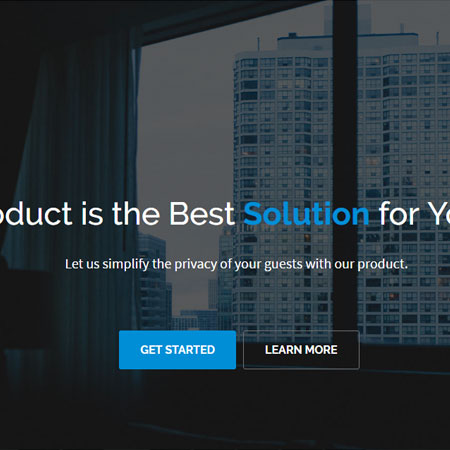 oduct is the Best Solution for Yo
Let us simplify the privacy of your guests with our product.
GET STARTED LEARN MORE